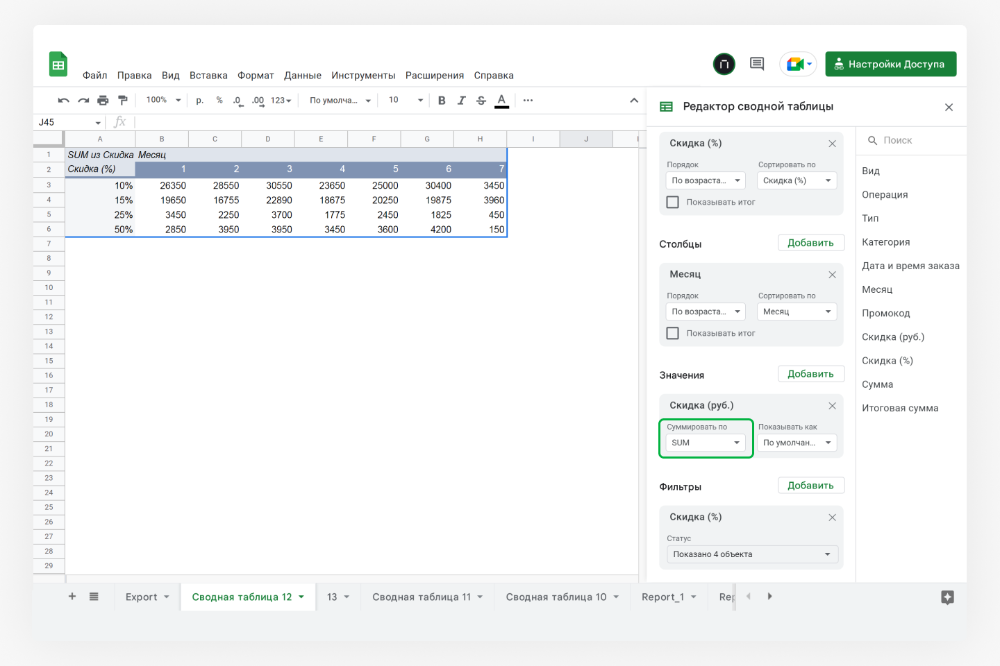 Файл Правка Вид Вставка Формат Данные Инструменты Расширения Справка
Настройки Доступа
100% р. % .0 .00 123 По умолча... 10 B I S A ...
J45 fx
A B C D E F G H I J
1 SUM из Скидка Месяц
2 Скидка (%) 1 2 3 4 5 6 7
3 10% 26350 28550 30550 23650 25000 30400 3450
4 15% 19650 16755 22890 18675 20250 19875 3960
5 25% 3450 2250 3700 1775 2450 1825 450
6 50% 2850 3950 3950 3450 3600 4200 150
7
8
9
10
11
12
13
14
15
16
17
18
19
20
21
22
23
24
25
26
27
28
29
Редактор сводной таблицы
Скидка (%)
Порядок Сортировать по
По возраста... Скидка (%)
Показывать итог
Столбцы Добавить
Месяц
Порядок Сортировать по
По возраста... Месяц
Показывать итог
Значения Добавить
Скидка (руб.)
Суммировать по Показывать как
SUM По умолчан...
Фильтры Добавить
Скидка (%)
Статус
Показано 4 объекта
Поиск
Вид
Операция
Тип
Категория
Дата и время заказа
Месяц
Промокод
Скидка (руб.)
Скидка (%)
Сумма
Итоговая сумма
+ Export Сводная таблица 12 13 Сводная таблица 11 Сводная таблица 10 Report_1